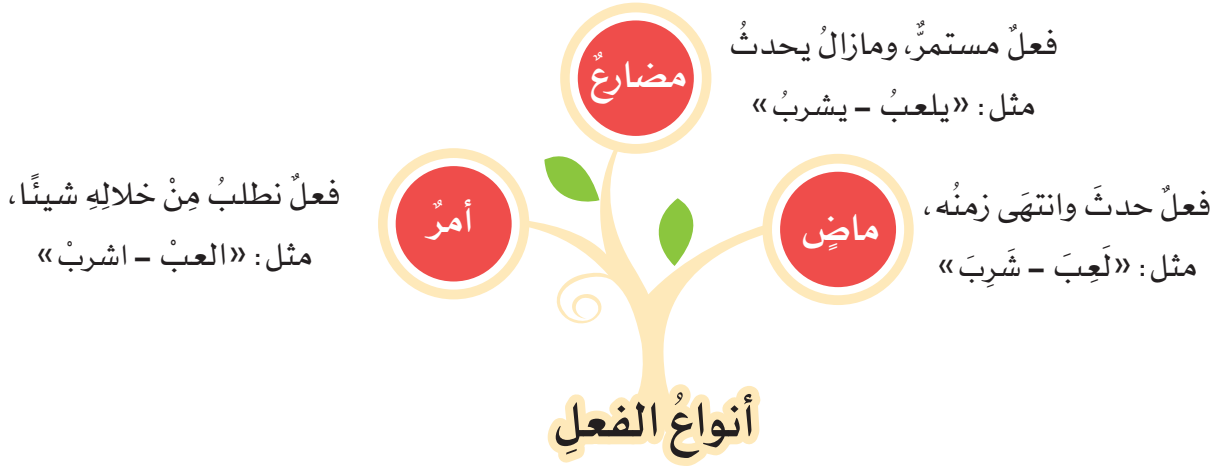 مضارعٌ
فعلٌ مستمرٌّ، ومازالُ يحدثُ
مثل: «يلعبُ – يشربُ»
ماضٍ
فعلٌ حدثَ وانتهَى زمنُه،
مثل: «لَعِبَ – شَرِبَ»
أمرٌ
فعلٌ نطلبُ مِنْ خلالِهِ شيئًا،
مثل: «العبْ – اشربْ»
أنواعُ الفعلِ